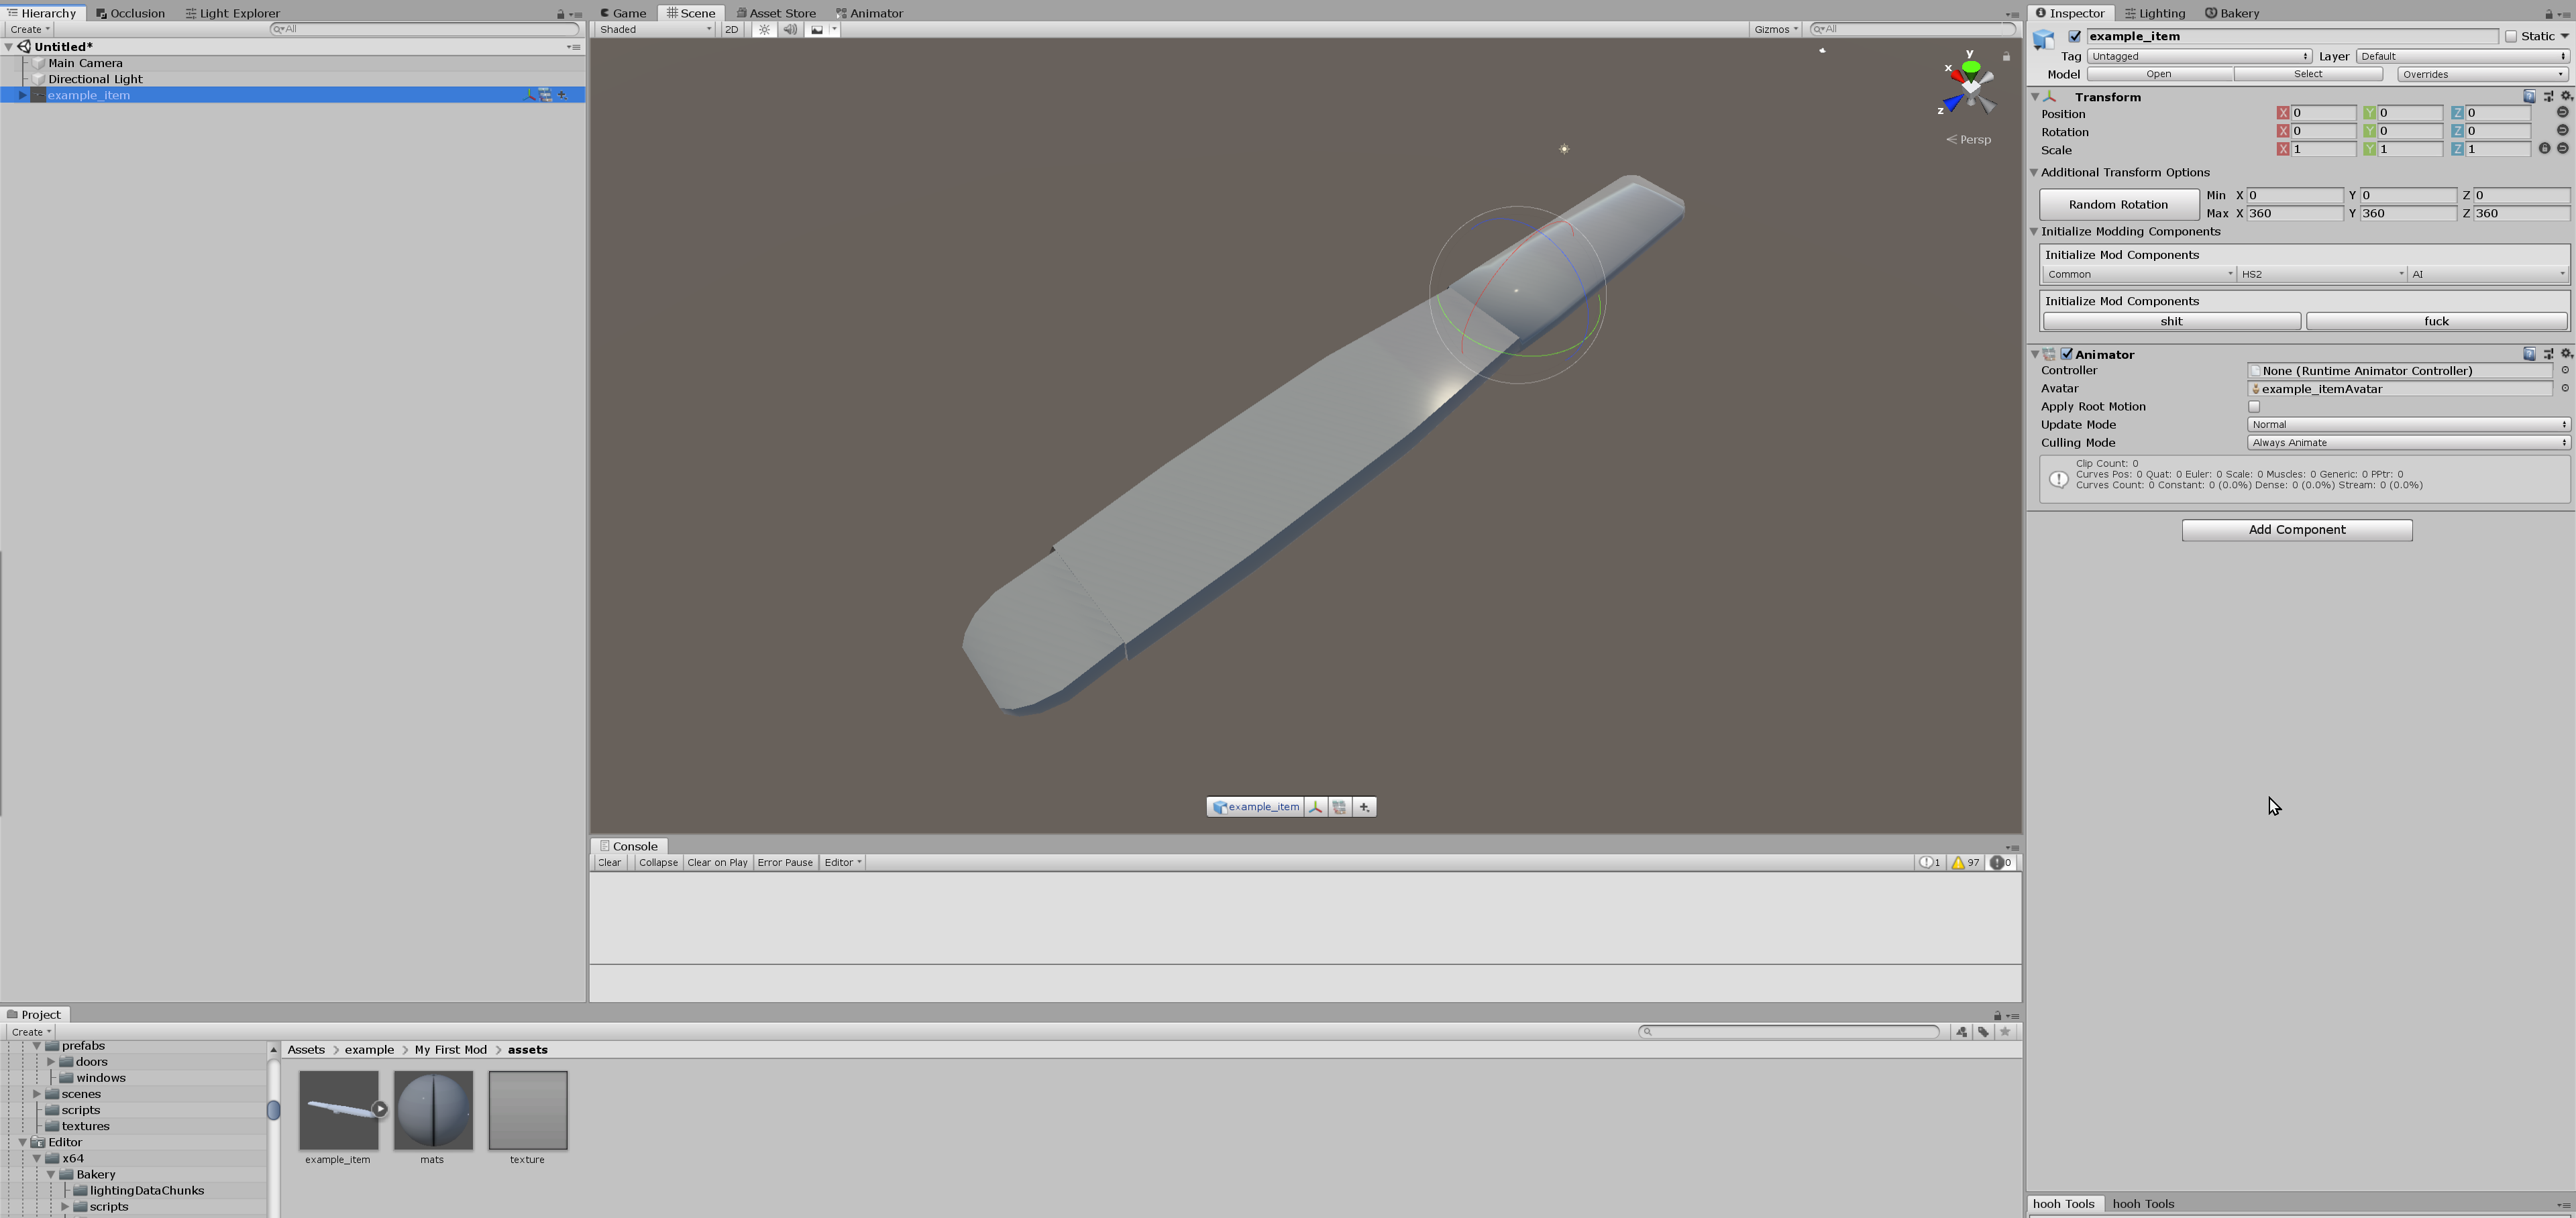 Hierarchy Occlusion Light Explorer
Create All
Untitled*
Main Camera
Directional Light
example_item
Game Scene Asset Store Animator
Shaded 2D Gizmos All
y
x
z
Persp
example_item
Console
Clear Collapse Clear on Play Error Pause Editor 1 97 0
Project
Create
prefabs
doors
windows
scenes
scripts
textures
Editor
x64
Bakery
lightingDataChunks
scripts
Assets > example > My First Mod > assets
example_item mats texture
Inspector Lighting Bakery
example_item Static
Tag Untagged Layer Default
Model Open Select Overrides
Transform
Position X 0 Y 0 Z 0
Rotation X 0 Y 0 Z 0
Scale X 1 Y 1 Z 1
Additional Transform Options
Random Rotation
Min X 0 Y 0 Z 0
Max X 360 Y 360 Z 360
Initialize Modding Components
Initialize Mod Components
Common HS2 AI
Initialize Mod Components
shit fuck
Animator
Controller None (Runtime Animator Controller)
Avatar example_itemAvatar
Apply Root Motion
Update Mode Normal
Culling Mode Always Animate
Clip Count: 0
Curves Pos: 0 Quat: 0 Euler: 0 Scale: 0 Muscles: 0 Generic: 0 PPtr: 0
Curves Count: 0 Constant: 0 (0.0%) Dense: 0 (0.0%) Stream: 0 (0.0%)
Add Component
hooh Tools hooh Tools